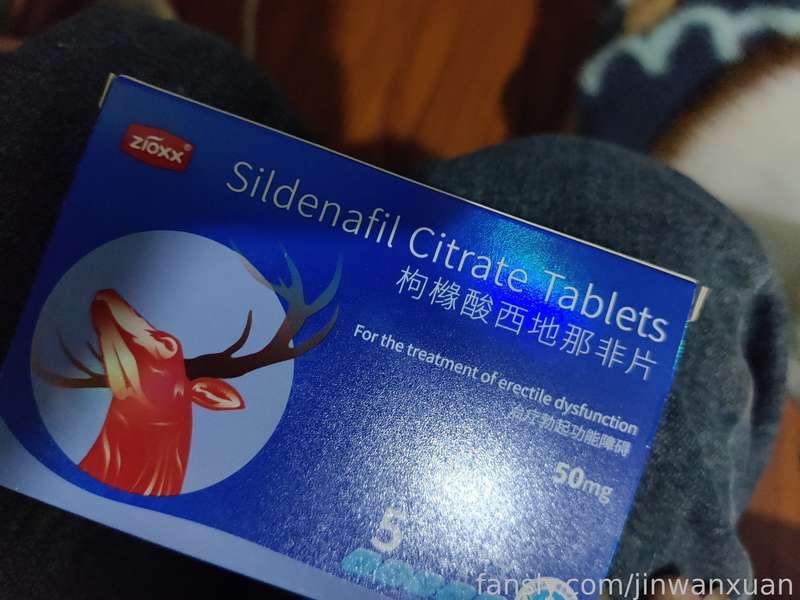 ZIOXX®
Sildenafil Citrate Tablets
枸橼酸西地那非片
For the treatment of erectile dysfunction
治疗勃起功能障碍
50mg
5
fansly.com/jinwanxuan